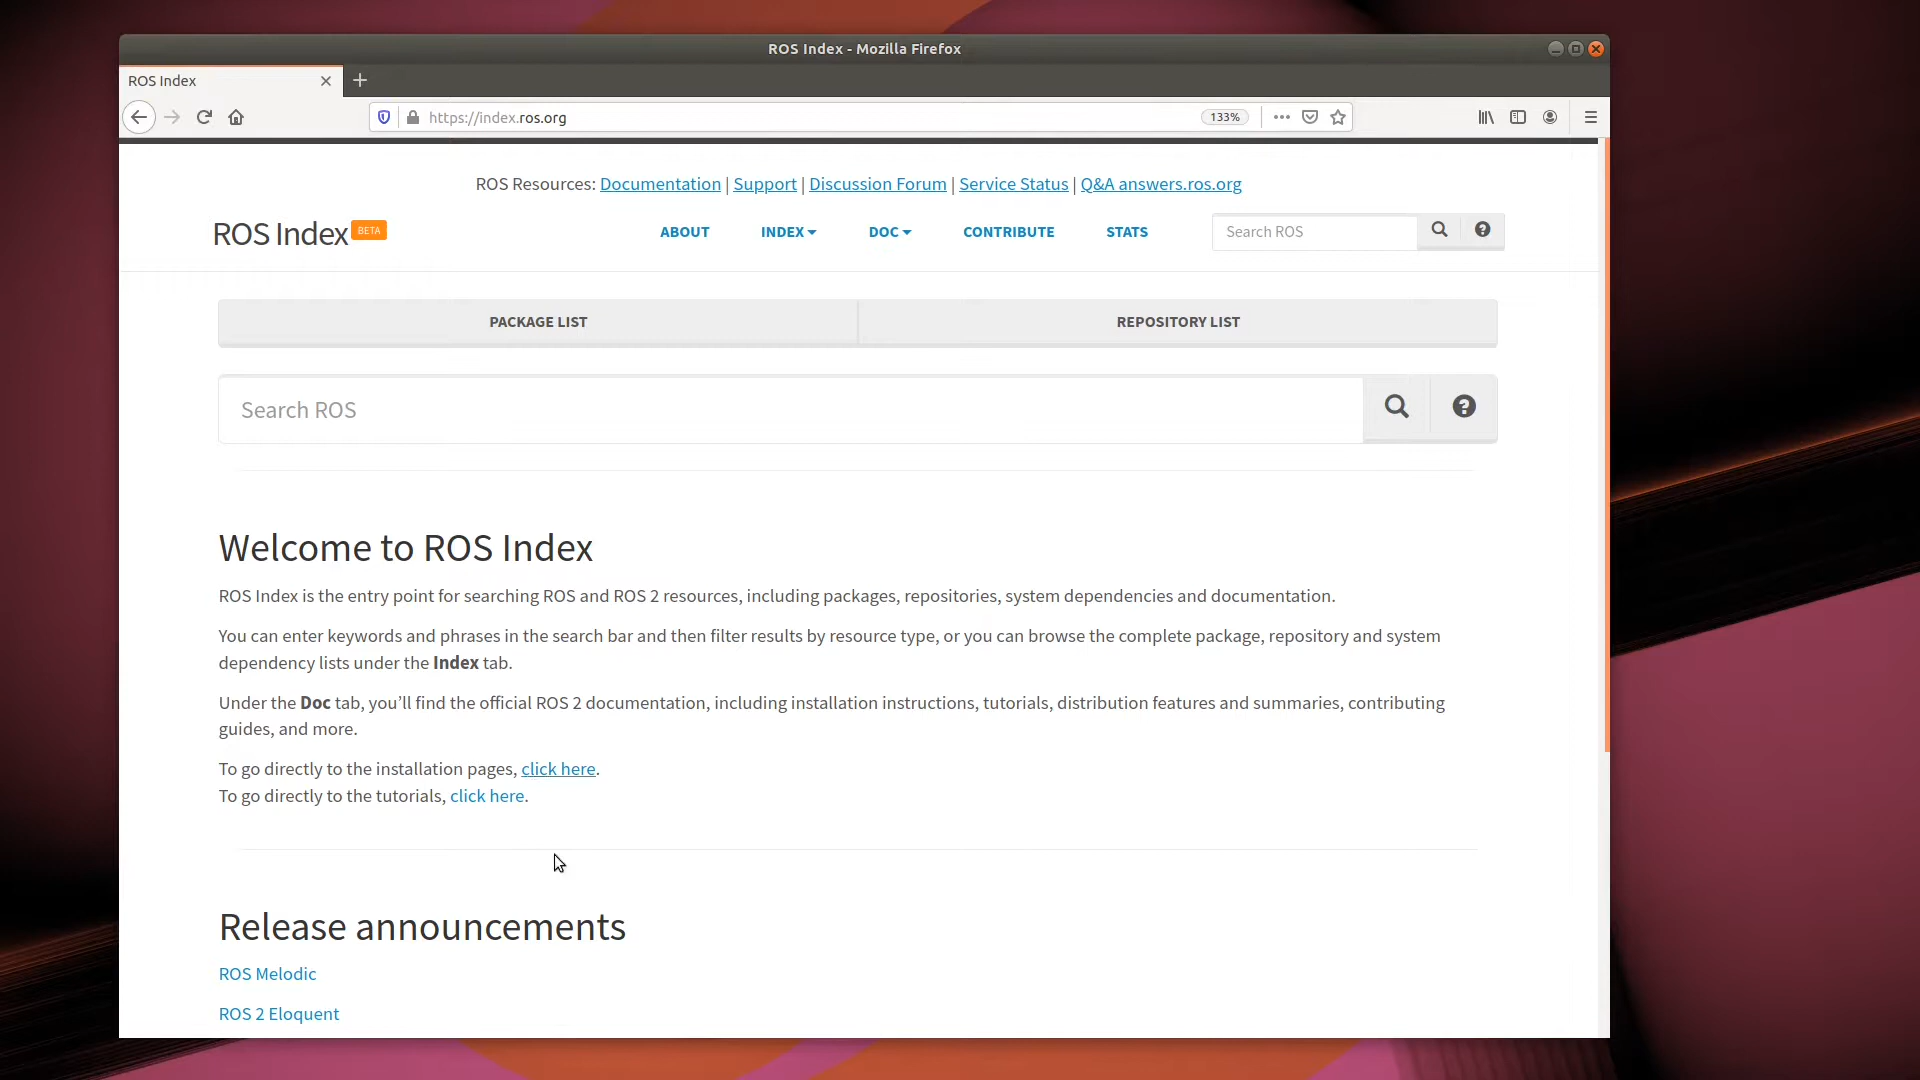 ROS Index - Mozilla Firefox
ROS Index
https://index.ros.org
133%
ROS Resources: Documentation | Support | Discussion Forum | Service Status | Q&A answers.ros.org
ROS Index BETA
ABOUT INDEX DOC CONTRIBUTE STATS
Search ROS
PACKAGE LIST
REPOSITORY LIST
Search ROS
Welcome to ROS Index
ROS Index is the entry point for searching ROS and ROS 2 resources, including packages, repositories, system dependencies and documentation.
You can enter keywords and phrases in the search bar and then filter results by resource type, or you can browse the complete package, repository and system
dependency lists under the Index tab.
Under the Doc tab, you’ll find the official ROS 2 documentation, including installation instructions, tutorials, distribution features and summaries, contributing
guides, and more.
To go directly to the installation pages, click here.
To go directly to the tutorials, click here.
Release announcements
ROS Melodic
ROS 2 Eloquent